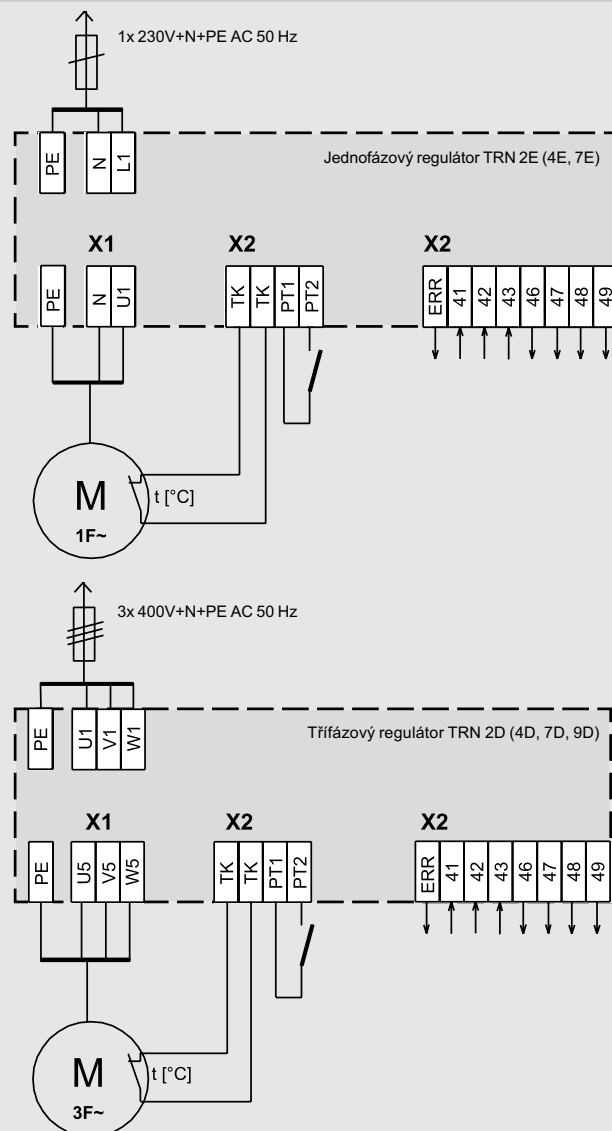 1x 230V+N+PE AC 50 Hz
PE N L1
Jednofázový regulátor TRN 2E (4E, 7E)
X1 X2 X2
PE N U1 TK TK PT1 PT2 ERR 41 42 43 46 47 48 49
M
t [°C]
1F~
3x 400V+N+PE AC 50 Hz
PE U1 V1 W1
Třífázový regulátor TRN 2D (4D, 7D, 9D)
X1 X2 X2
PE U5 V5 W5 TK TK PT1 PT2 ERR 41 42 43 46 47 48 49
M
t [°C]
3F~